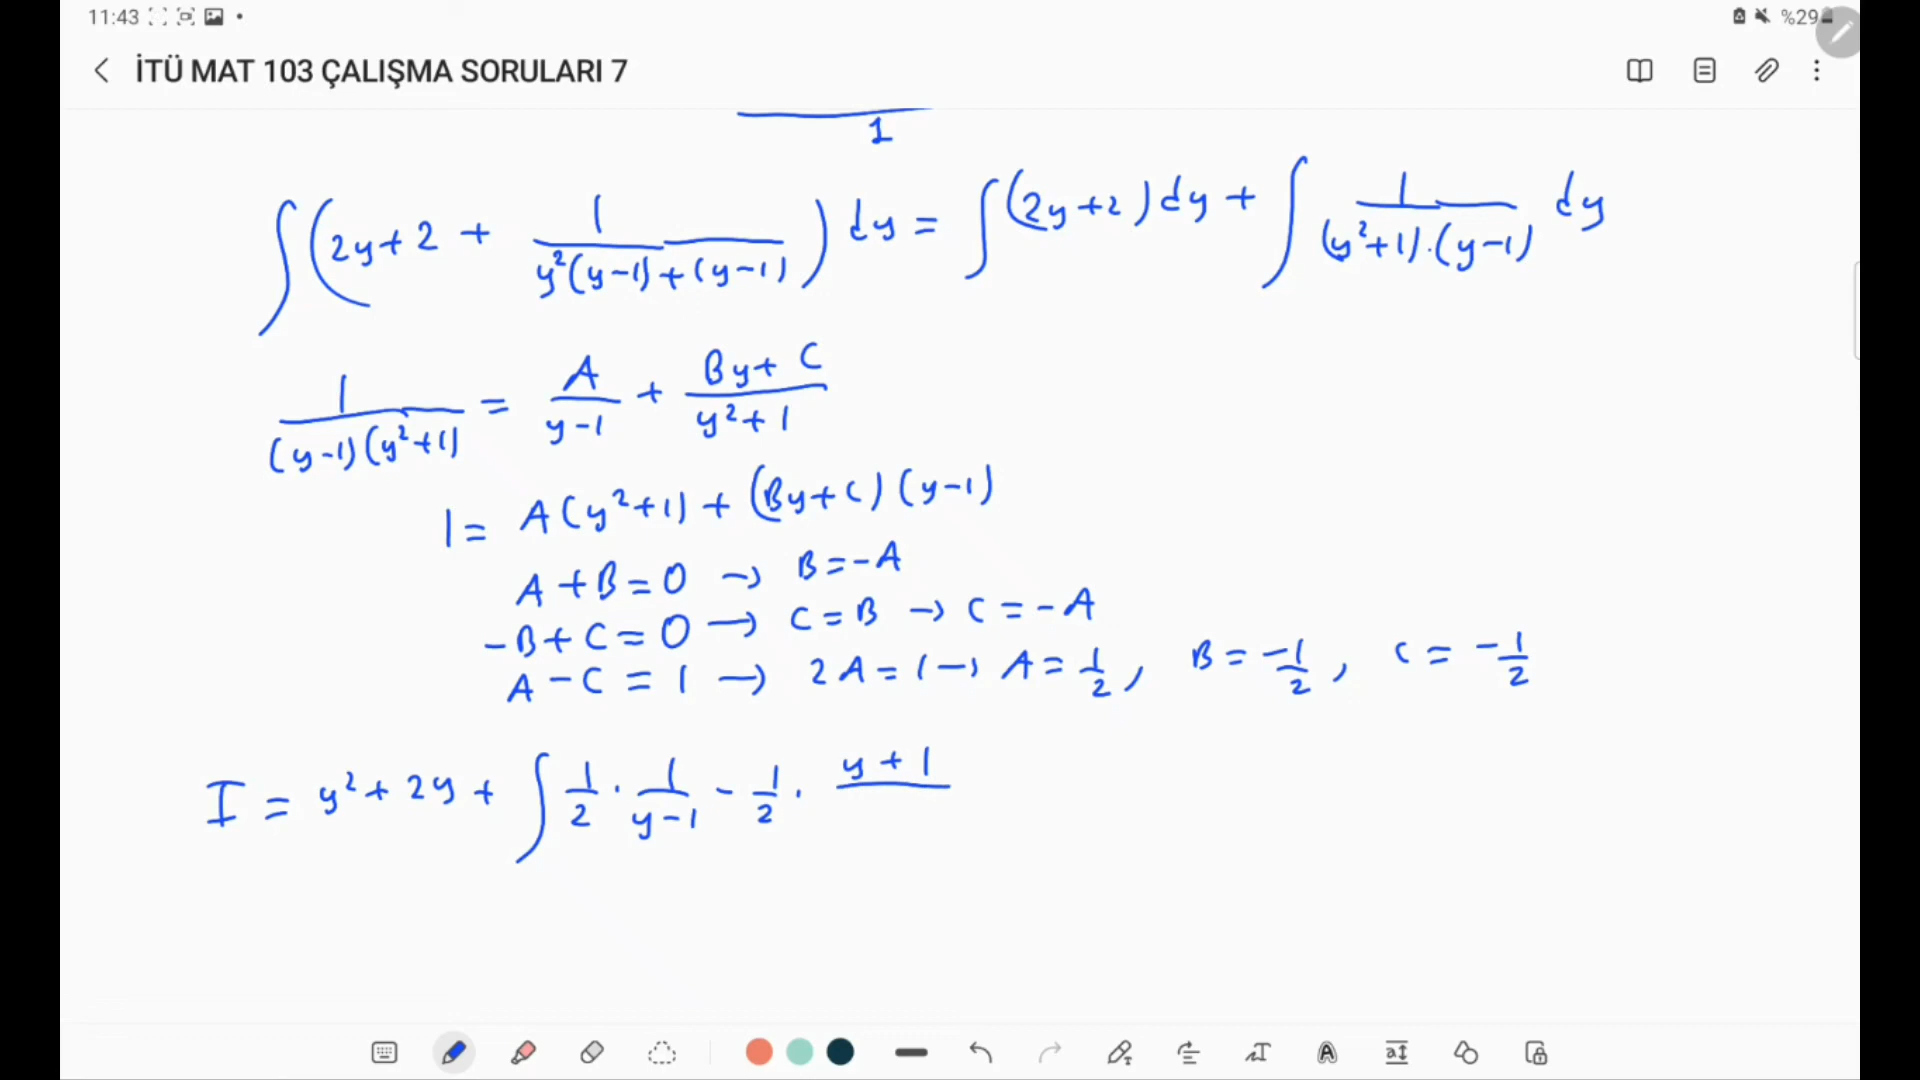 11:43 %29
İTÜ MAT 103 ÇALIŞMA SORULARI 7
1
∫(2y+2 + 1/(y²(y-1)+(y-1))) dy = ∫(2y+2)dy + ∫ 1/((y²+1).(y-1)) dy
1/((y-1)(y²+1)) = A/(y-1) + (By+C)/(y²+1)
1 = A(y²+1) + (By+C)(y-1)
A+B=0 → B=-A
-B+C=0 → C=B → C=-A
A-C=1 → 2A=1 → A=1/2, B=-1/2, C=-1/2
I = y²+2y+ ∫ 1/2 · 1/(y-1) - 1/2 · y+1